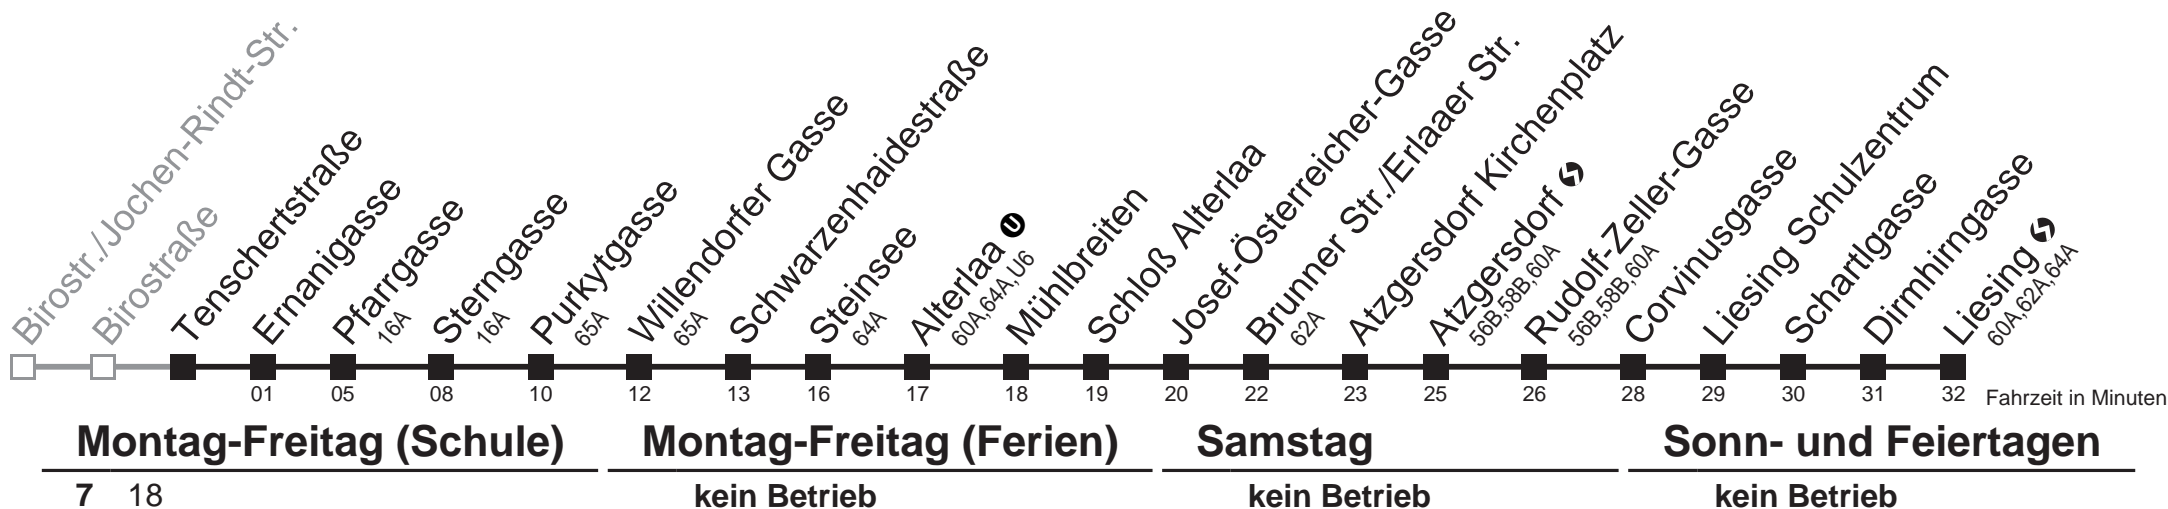 Birostr./Jochen-Rindt-Str.
Birostraße
Tenschertstraße
Ernanigasse
Pfarrgasse
16A
Sterngasse
16A
Purkytgasse
65A
Willendorfer Gasse
65A
Schwarzenhaidestraße
Steinsee
64A
Alterlaa U
60A,64A,U6
Mühlbreiten
Schloß Alterlaa
Josef-Österreicher-Gasse
Brunner Str./Erlaaer Str.
62A
Atzgersdorf Kirchenplatz
Atzgersdorf
56B,58B,60A
Rudolf-Zeller-Gasse
56B,58B,60A
Corvinusgasse
Liesing Schulzentrum
Schartlgasse
Dirmhirngasse
Liesing
60A,62A,64A
01 05 08 10 12 13 16 17 18 19 20 22 23 25 26 28 29 30 31 32 Fahrzeit in Minuten
Montag-Freitag (Schule) Montag-Freitag (Ferien) Samstag Sonn- und Feiertagen
7 18 kein Betrieb kein Betrieb kein Betrieb